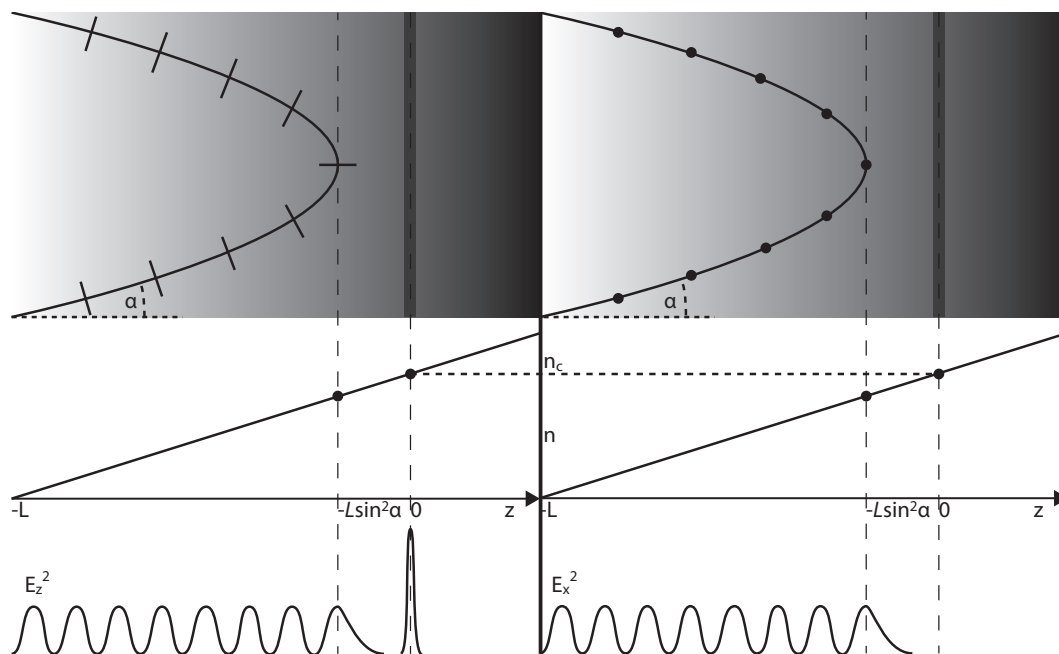 α
α
n_c
n
-L
-Lsin²α
0
z
-L
-Lsin²α
0
z
E_z²
E_x²